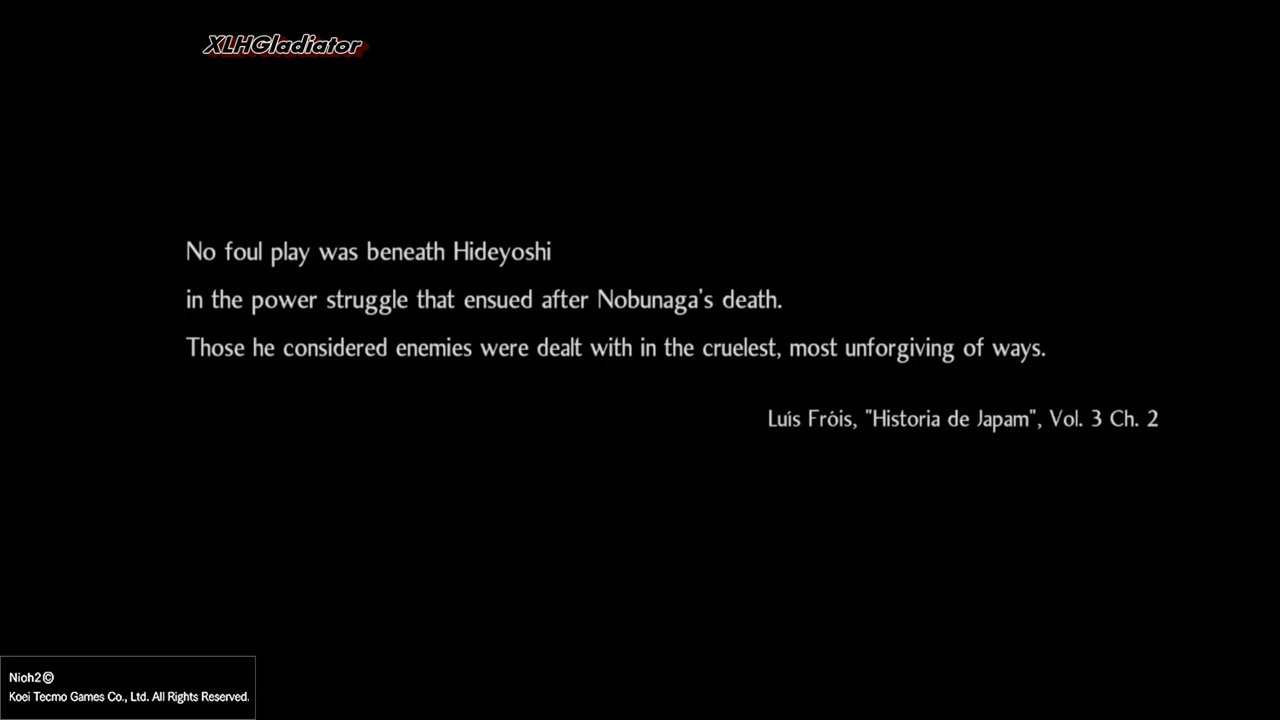 XLHGladiator
No foul play was beneath Hideyoshi
in the power struggle that ensued after Nobunaga's death.
Those he considered enemies were dealt with in the cruelest, most unforgiving of ways.
Luís Fróis, "Historia de Japam", Vol. 3 Ch. 2
Nioh2©
Koei Tecmo Games Co., Ltd. All Rights Reserved.